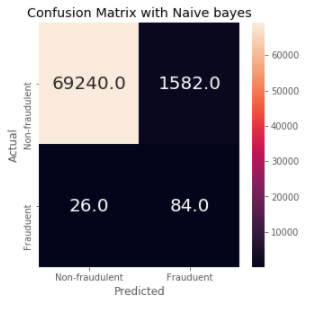 Confusion Matrix with Naive bayes
69240.0
1582.0
26.0
84.0
Actual
Non-fraudulent
Frauduent
Non-fraudulent
Frauduent
Predicted
60000
50000
40000
30000
20000
10000